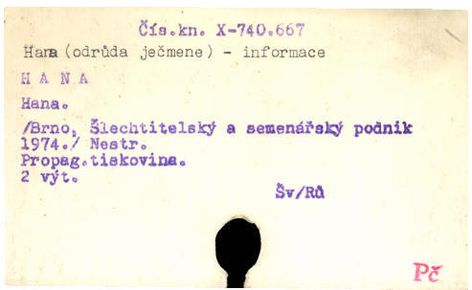 Čís.kn. X-740.667
Hana (odrůda ječmene) - informace
H A N A
Hana.
/Brno, Šlechtitelský a semenářský podnik
1974./ Nestr.
Propag.tiskovina.
2 výt.
Šv/Rů
Pč